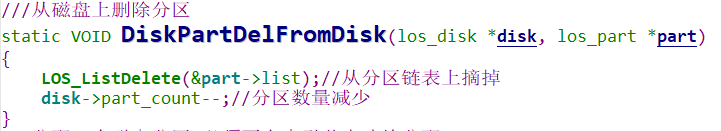 ///从磁盘上删除分区
static VOID DiskPartDelFromDisk(los_disk *disk, los_part *part)
{
    LOS_ListDelete(&part->list);//从分区链表上摘掉
    disk->part_count--;//分区数量减少
}